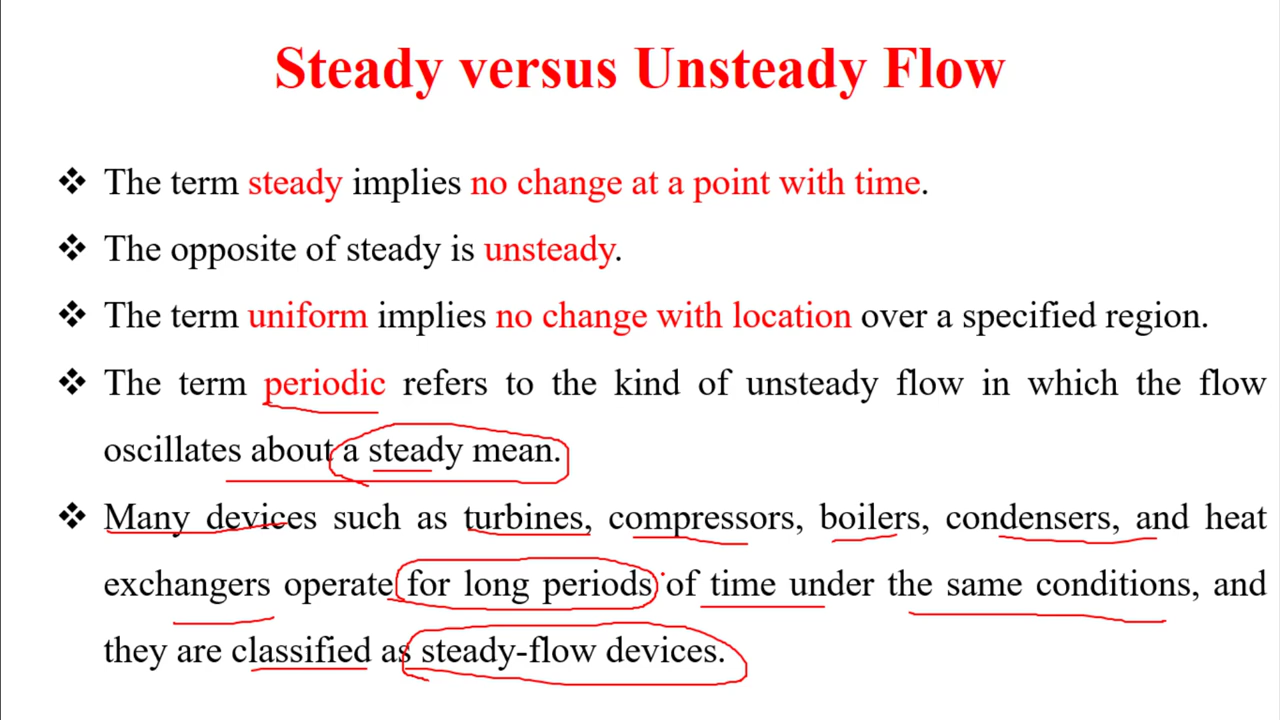 Steady versus Unsteady Flow
❖ The term steady implies no change at a point with time.
❖ The opposite of steady is unsteady.
❖ The term uniform implies no change with location over a specified region.
❖ The term periodic refers to the kind of unsteady flow in which the flow
oscillates about a steady mean.
❖ Many devices such as turbines, compressors, boilers, condensers, and heat
exchangers operate for long periods of time under the same conditions, and
they are classified as steady-flow devices.